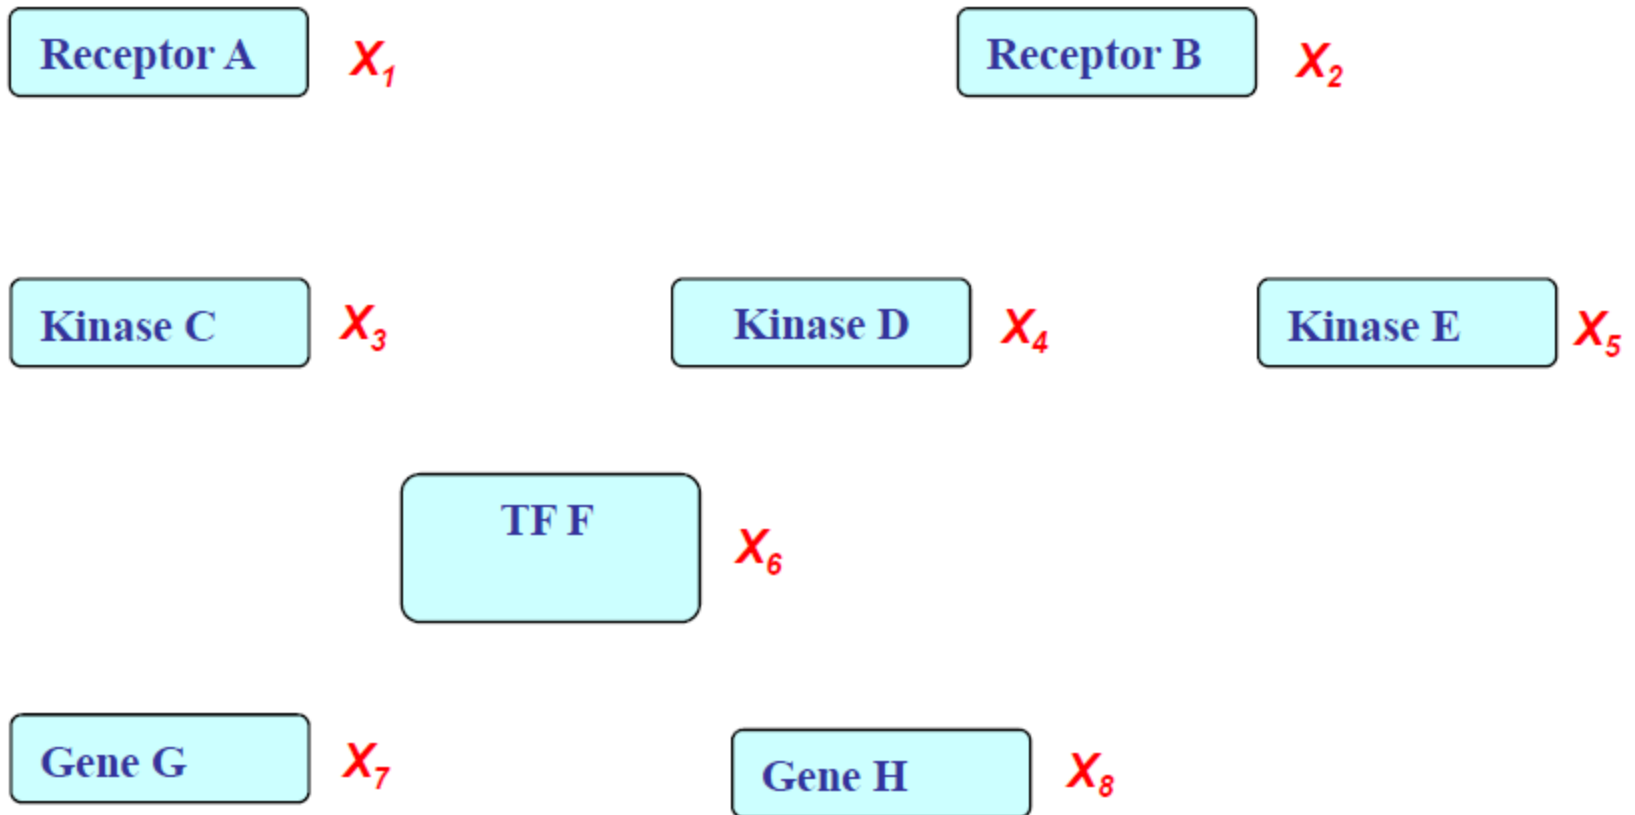 Receptor A X1
Receptor B X2
Kinase C X3
Kinase D X4
Kinase E X5
TF F
X6
Gene G X7
Gene H X8